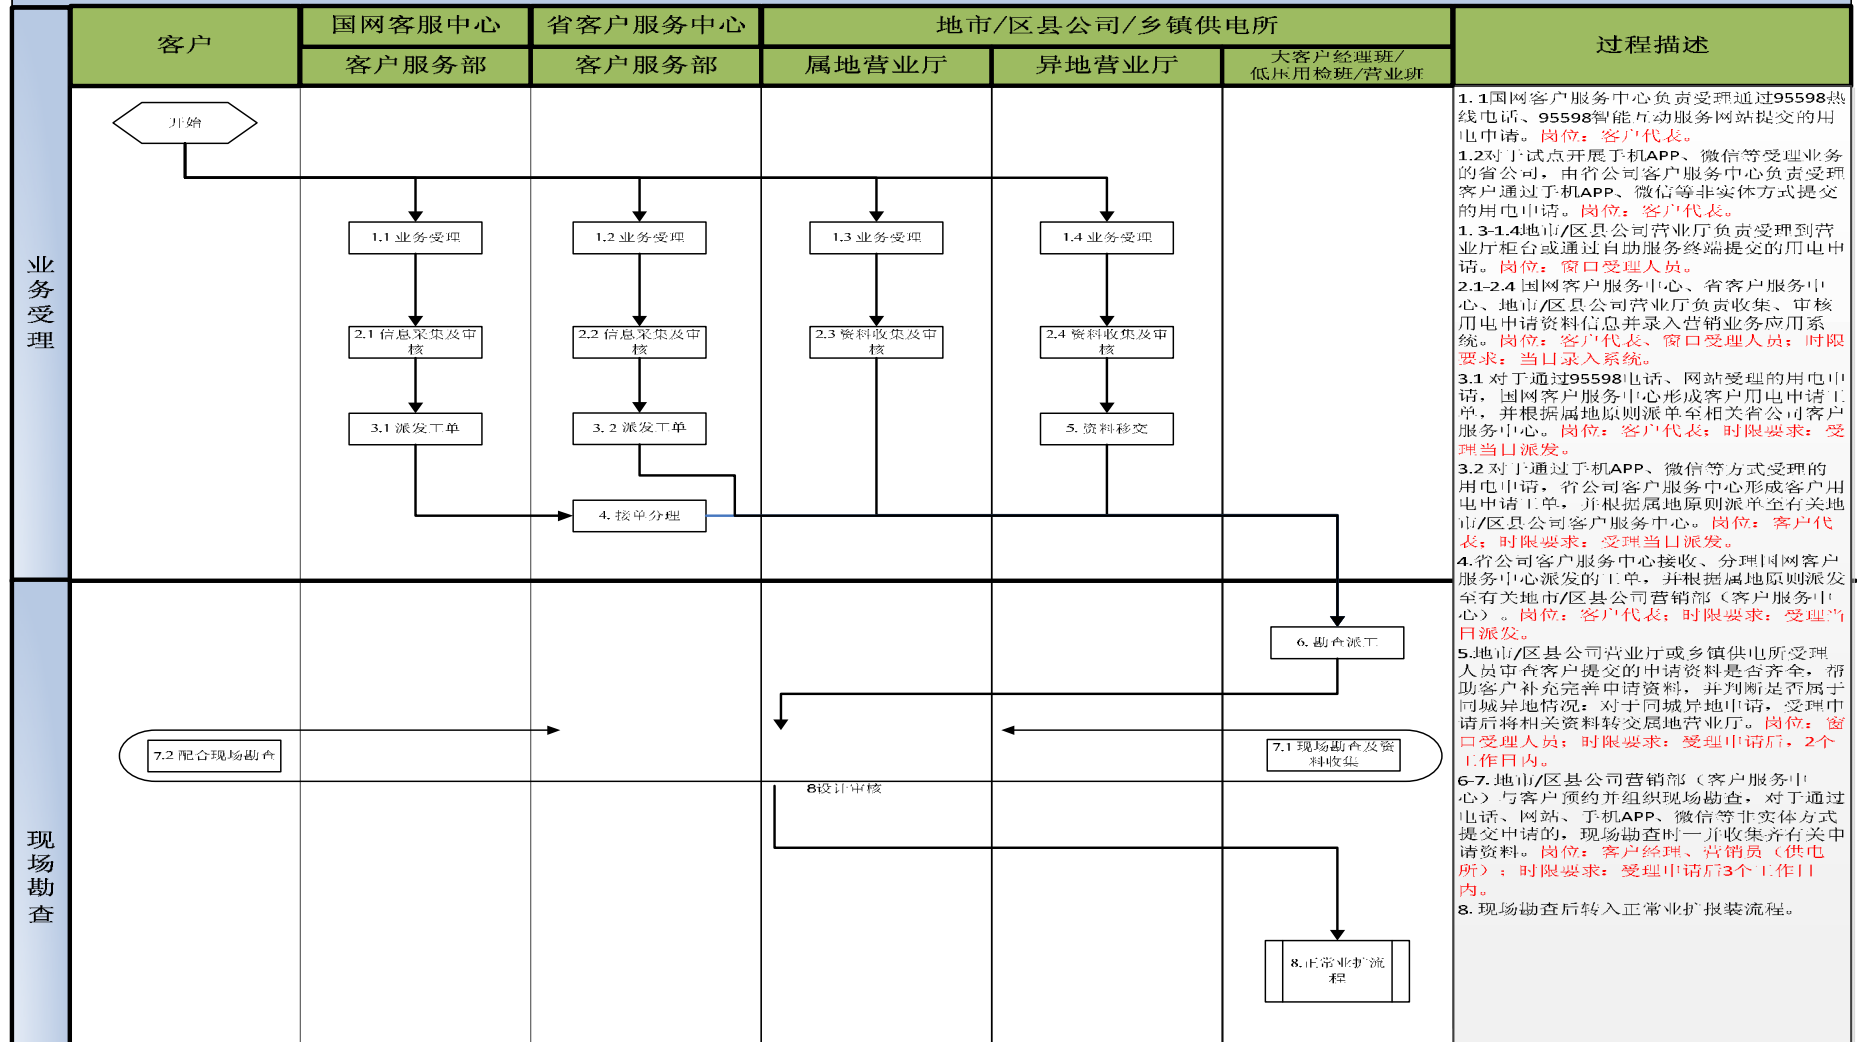 客户
国网客服中心
省客户服务中心
地市/区县公司/乡镇供电所
过程描述
客户服务部
客户服务部
属地营业厅
异地营业厅
大客户经理班/
低压用检班/营业班
业务受理
开始
1.1 业务受理
1.2 业务受理
1.3 业务受理
1.4 业务受理
2.1 信息采集及审
核
2.2 信息采集及审
核
2.3 资料收集及审
核
2.4 资料收集及审
核
3.1 派发工单
3. 2 派发工单
5. 资料移交
4. 接单分理
现场勘查
6. 勘查派工
7.2 配合现场勘查
7.1 现场勘查及资
料收集
8设计审核
8.正常业扩流
程
1. 1国网客户服务中心负责受理通过95598热
线电话、95598智能互动服务网站提交的用
电申请。岗位：客户代表。
1.2对于试点开展手机APP、微信等受理业务
的省公司，由省公司客户服务中心负责受理
客户通过手机APP、微信等非实体方式提交
的用电申请。岗位：客户代表。
1. 3-1.4地市/区县公司营业厅负责受理到营
业厅柜台或通过自助服务终端提交的用电申
请。岗位：窗口受理人员。
2.1-2.4 国网客户服务中心、省客户服务中
心、地市/区县公司营业厅负责收集、审核
用电申请资料信息并录入营销业务应用系
统。岗位：客户代表、窗口受理人员；时限
要求：当日录入系统。
3.1 对于通过95598电话、网站受理的用电申
请，国网客户服务中心形成客户用电申请工
单，并根据属地原则派单至相关省公司客户
服务中心。岗位：客户代表；时限要求：受
理当日派发。
3.2 对于通过手机APP、微信等方式受理的
用电申请，省公司客户服务中心形成客户用
电申请工单，并根据属地原则派单至有关地
市/区县公司客户服务中心。岗位：客户代
表；时限要求：受理当日派发。
4.省公司客户服务中心接收、分理国网客户
服务中心派发的工单，并根据属地原则派发
至有关地市/区县公司营销部（客户服务中
心）。岗位：客户代表；时限要求：受理当
日派发。
5.地市/区县公司营业厅或乡镇供电所受理
人员审查客户提交的申请资料是否齐全，帮
助客户补充完善申请资料，并判断是否属于
同城异地情况：对于同城异地申请，受理申
请后将相关资料转交属地营业厅。岗位：窗
口受理人员；时限要求：受理申请后，2个
工作日内。
6-7. 地市/区县公司营销部（客户服务中
心）与客户预约并组织现场勘查，对于通过
电话、网站、手机APP、微信等非实体方式
提交申请的，现场勘查时一并收集齐有关申
请资料。岗位：客户经理、营销员（供电
所）；时限要求：受理申请后3个工作日
内。
8. 现场勘查后转入正常业扩报装流程。